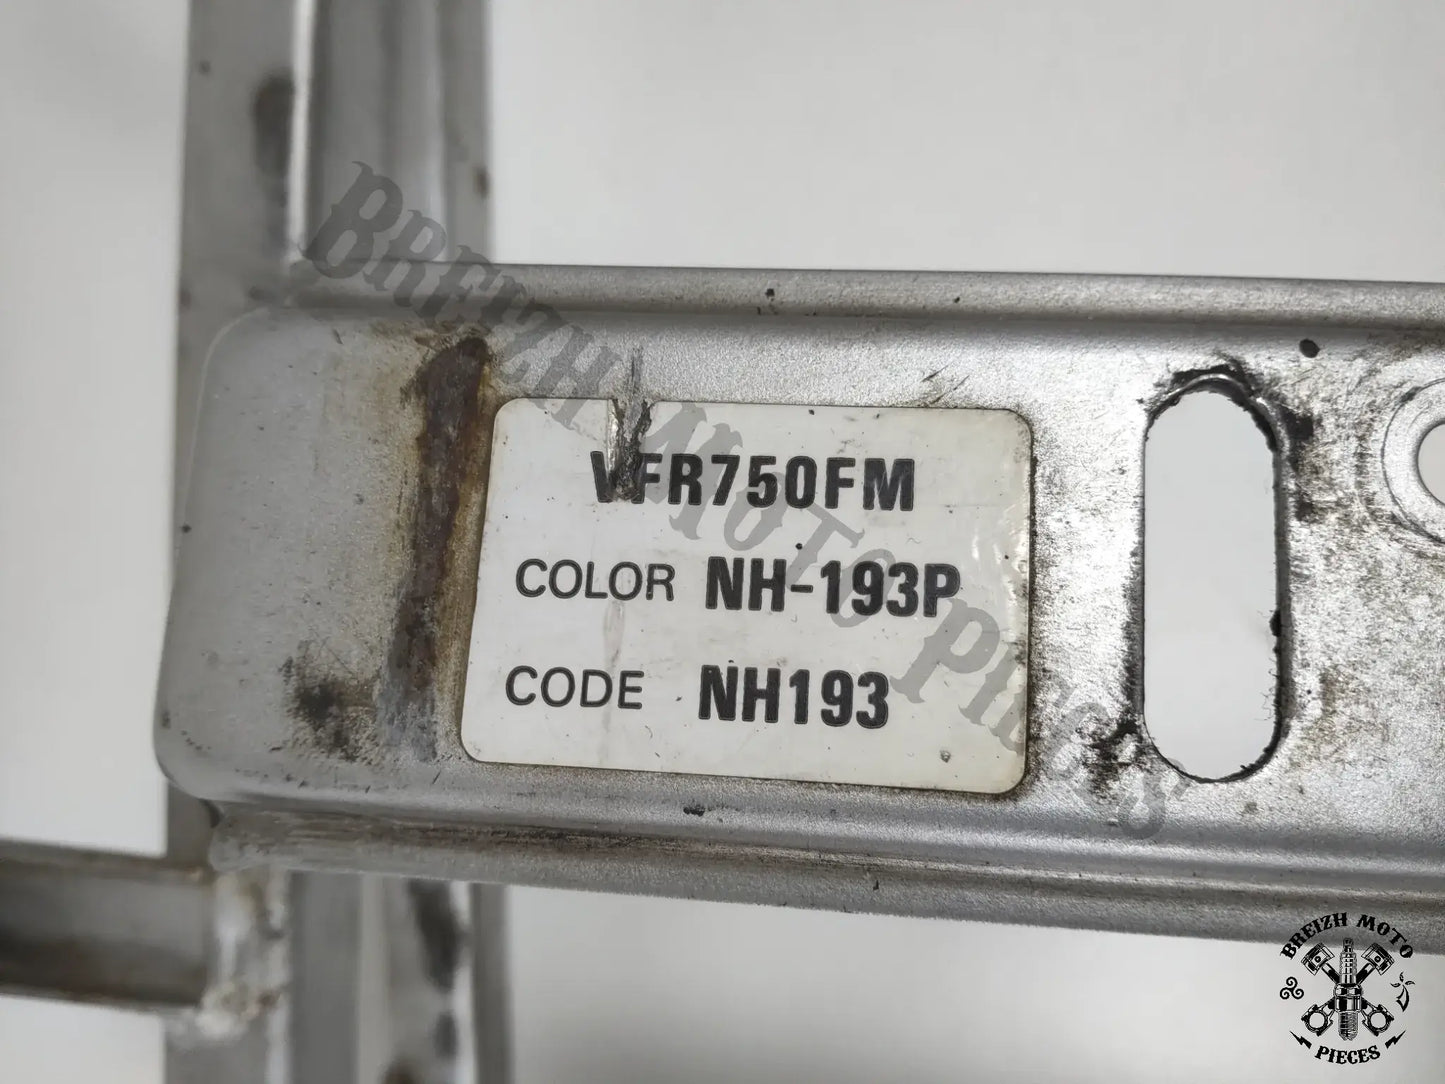 VFR750FM
COLOR NH-193P
CODE NH193
BREIZH MOTO PIECES
BREIZH MOTO
PIECES